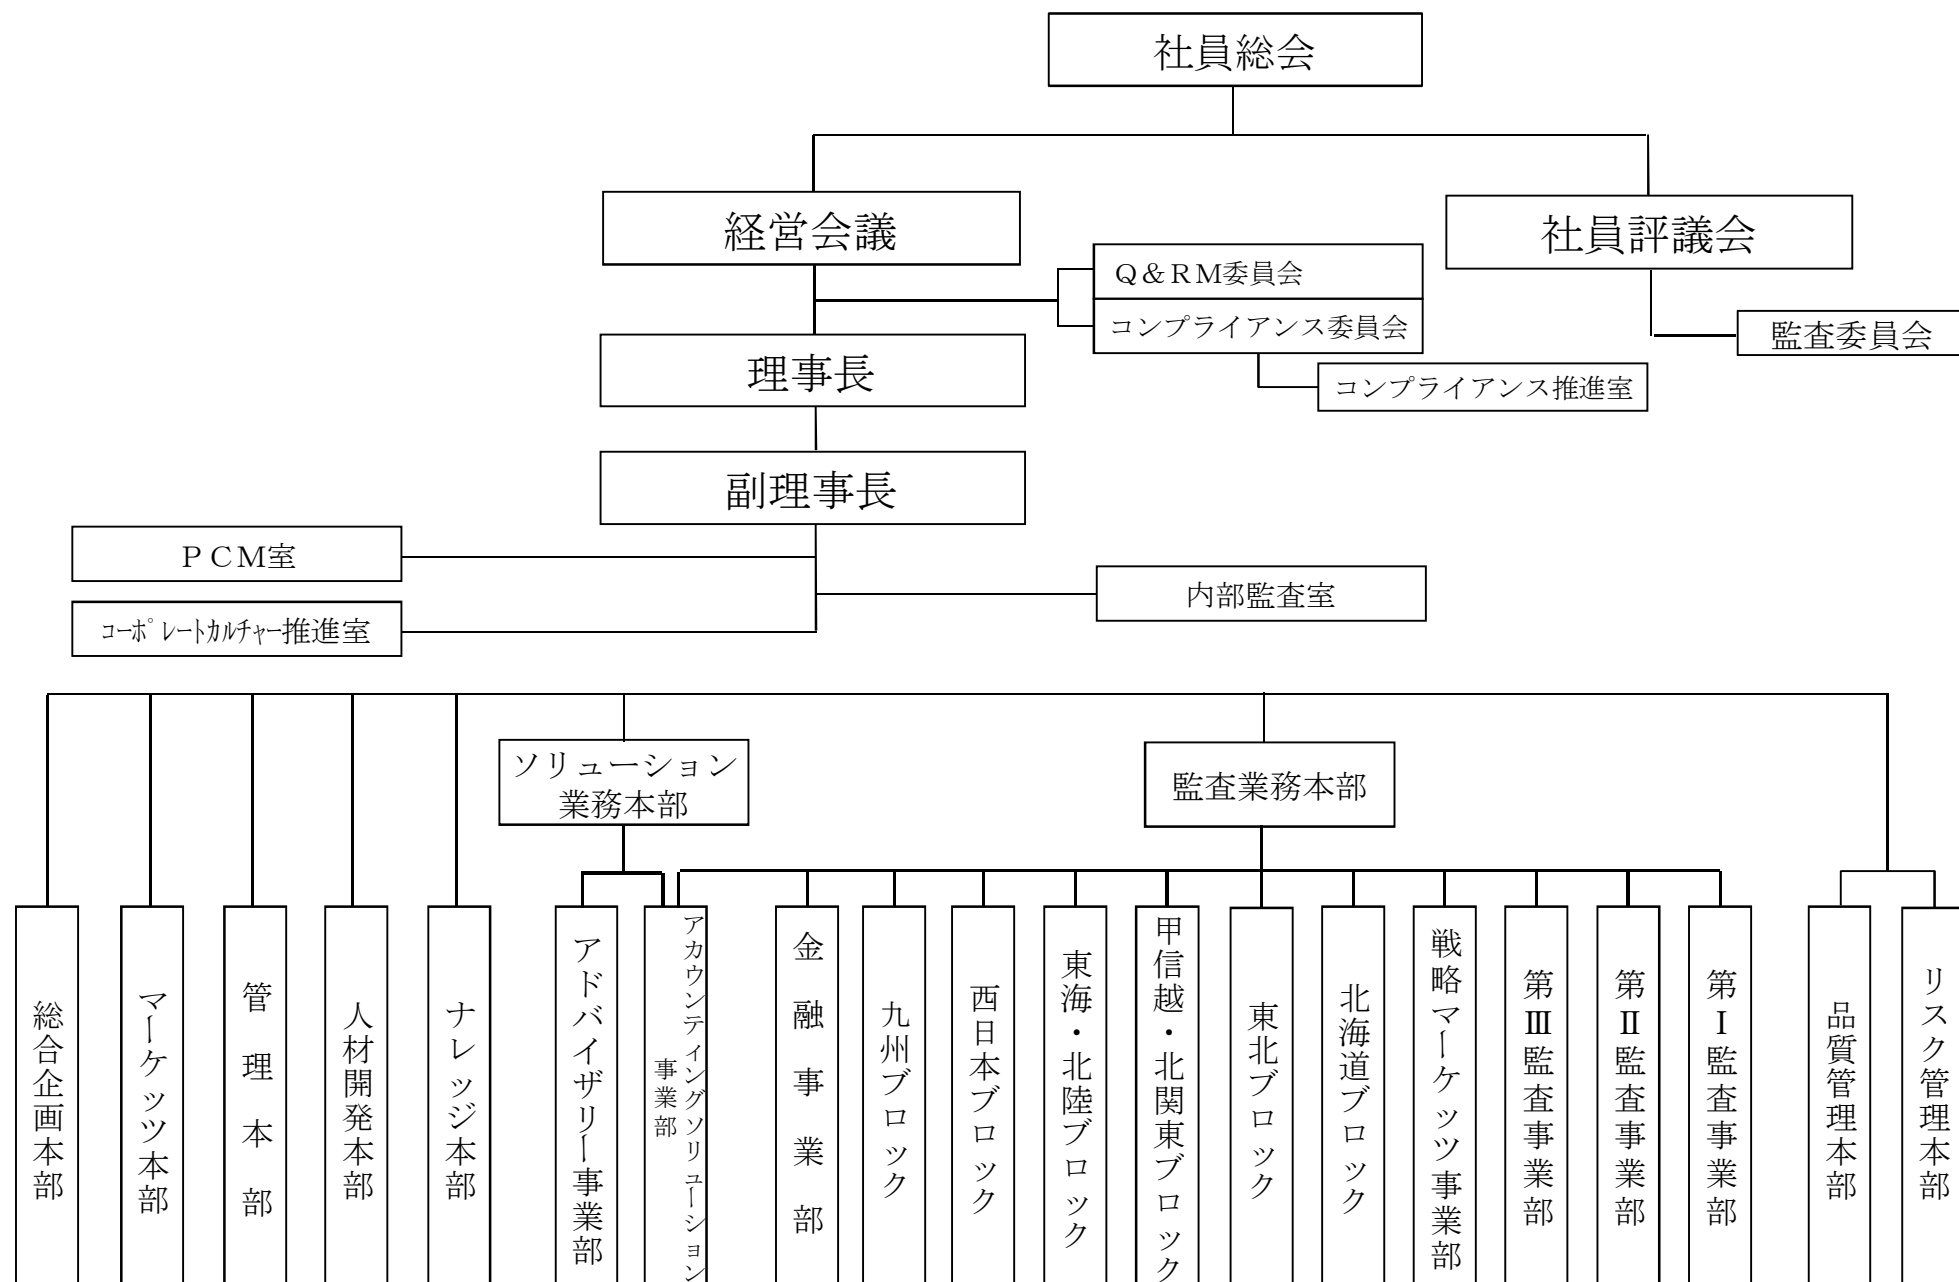 社員総会
経営会議
社員評議会
Q&RM委員会
コンプライアンス委員会
監査委員会
理事長
コンプライアンス推進室
副理事長
PCM室
内部監査室
ｺｰﾎﾟﾚｰﾄｶﾙﾁｬｰ推進室
ソリューション
業務本部
監査業務本部
総合企画本部
マーケッツ本部
管理本部
人材開発本部
ナレッジ本部
アドバイザリー事業部
アカウンティングソリューション
事業部
金融事業部
九州ブロック
西日本ブロック
東海・北陸ブロック
甲信越・北関東ブロック
東北ブロック
北海道ブロック
戦略マーケッツ事業部
第Ⅲ監査事業部
第Ⅱ監査事業部
第Ⅰ監査事業部
品質管理本部
リスク管理本部